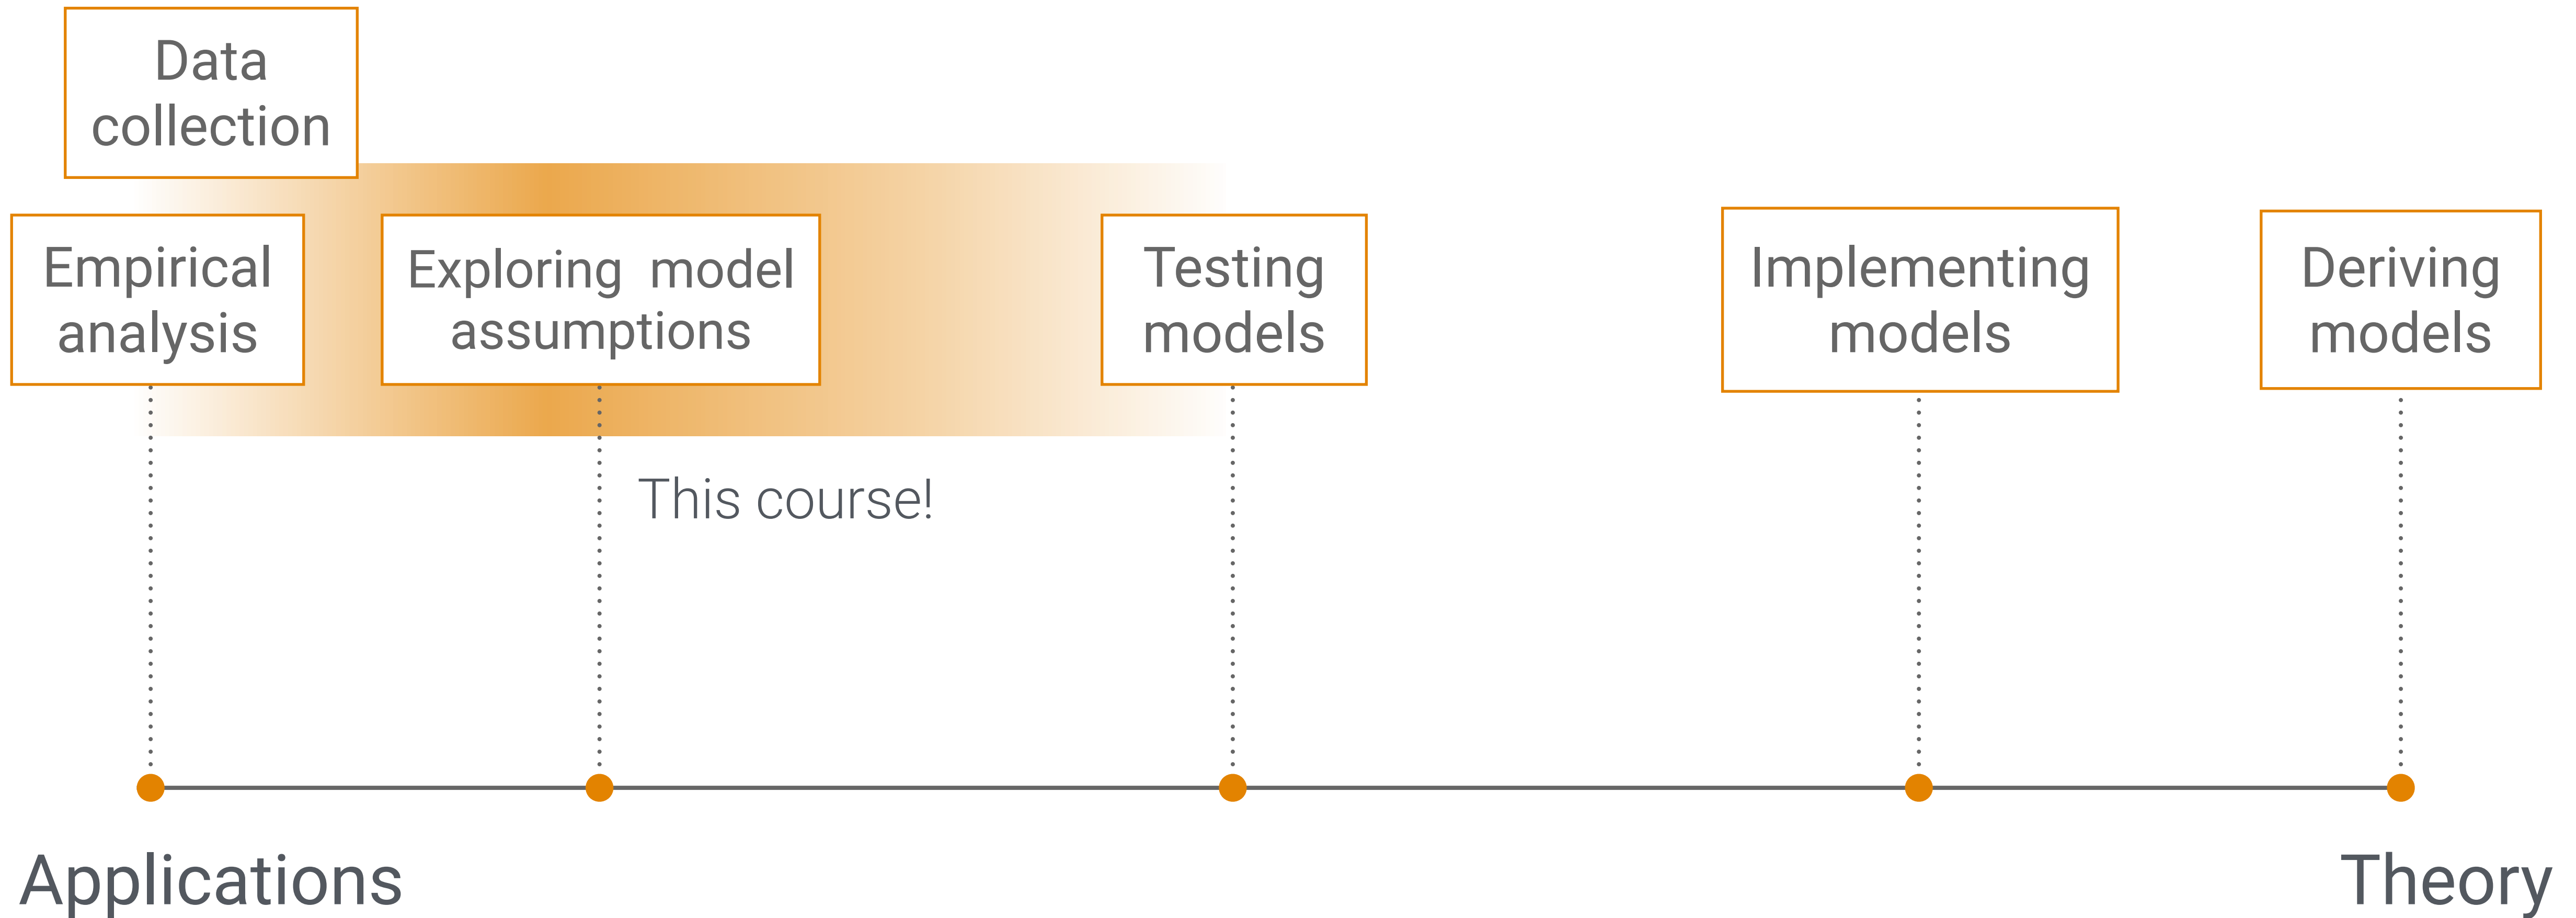 Data
collection
Empirical
analysis
Exploring model
assumptions
Testing
models
Implementing
models
Deriving
models
This course!
Applications
Theory